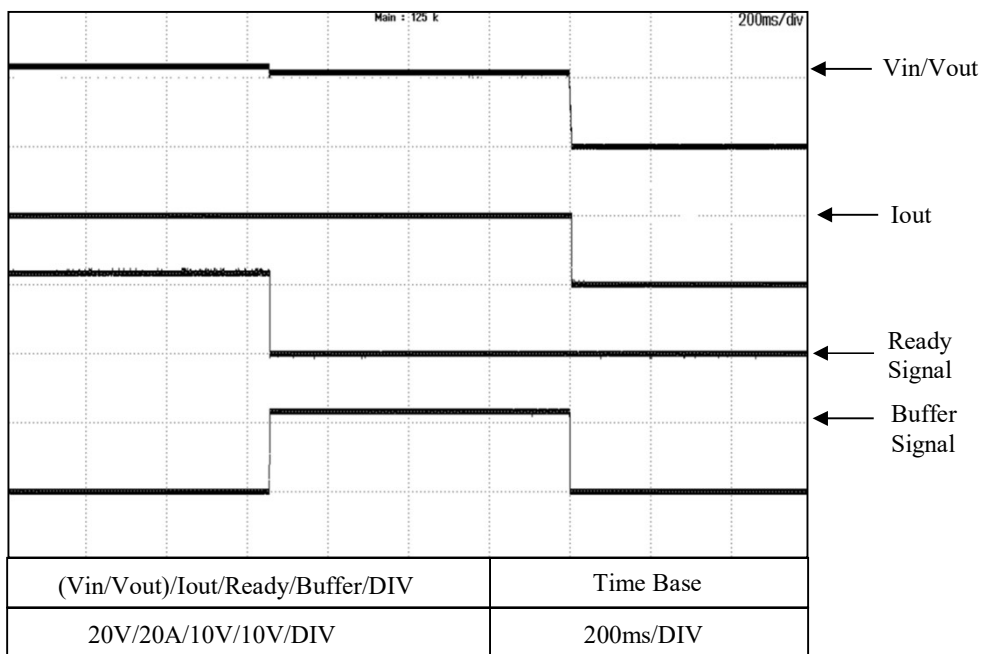 Main : 125 k
200ms/div
Vin/Vout
Iout
Ready
Signal
Buffer
Signal
(Vin/Vout)/Iout/Ready/Buffer/DIV
Time Base
20V/20A/10V/10V/DIV
200ms/DIV